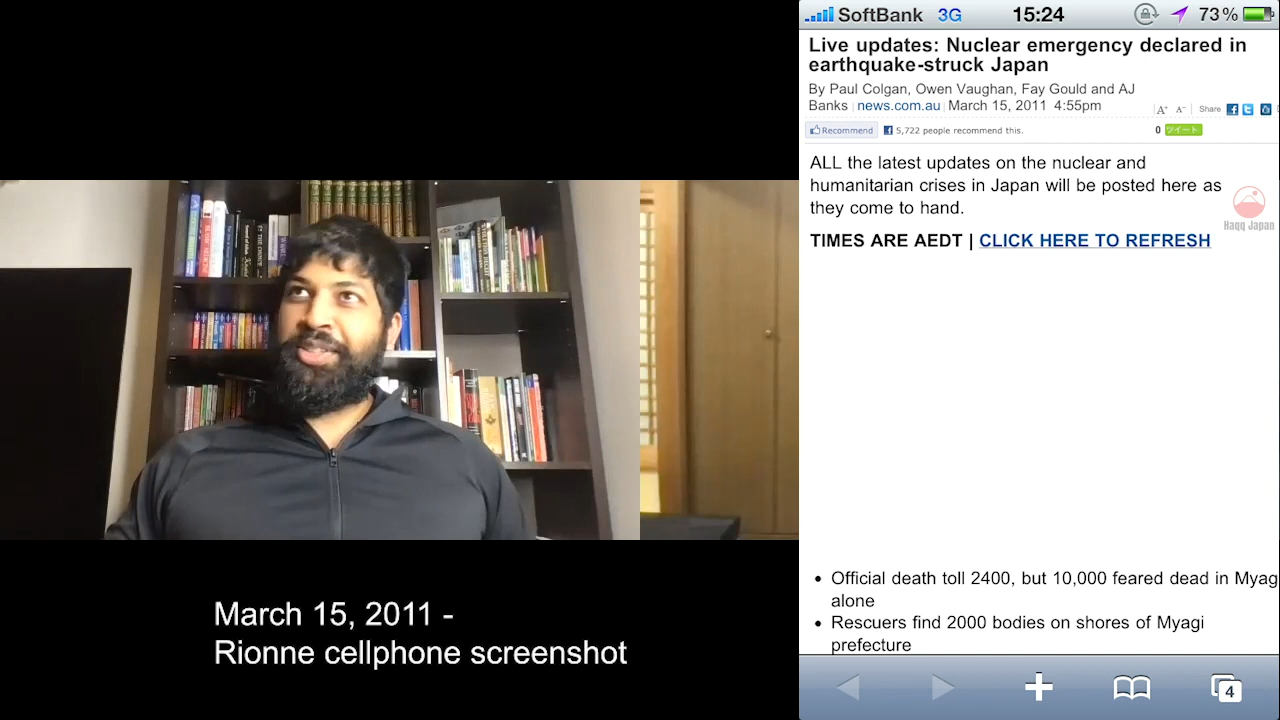 SoftBank 3G 15:24 73%
Live updates: Nuclear emergency declared in
earthquake-struck Japan
By Paul Colgan, Owen Vaughan, Fay Gould and AJ
Banks news.com.au March 15, 2011 4:55pm
A+ A- Share
Recommend 5,722 people recommend this.
0 ツイート
ALL the latest updates on the nuclear and
humanitarian crises in Japan will be posted here as
they come to hand.
Haqq Japan
TIMES ARE AEDT | CLICK HERE TO REFRESH
• Official death toll 2400, but 10,000 feared dead in Myag
alone
• Rescuers find 2000 bodies on shores of Myagi
prefecture
4
March 15, 2011 -
Rionne cellphone screenshot